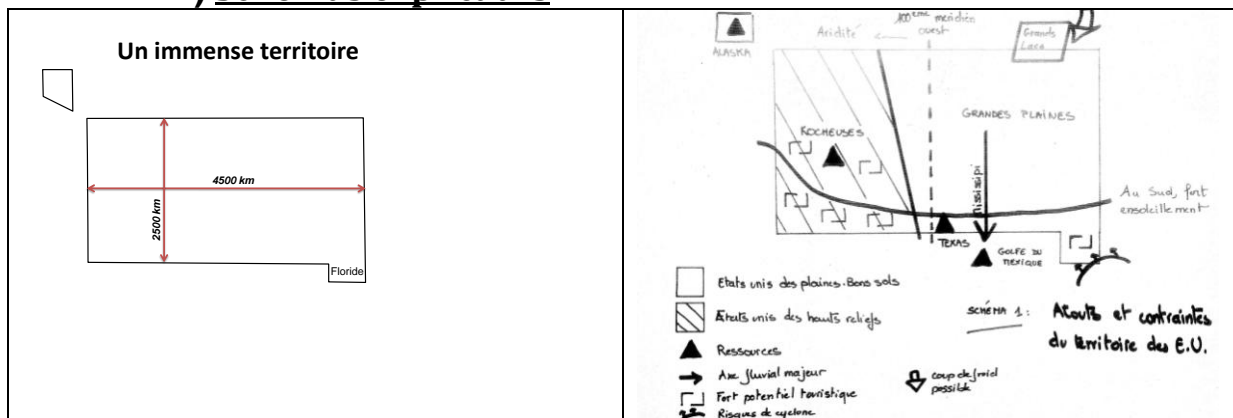 Un immense territoire
4500 km
2500 km
Floride
ALASKA
Aridité
100ème méridien
ouest
Grands
Lacs
GRANDES PLAINES
ROCHEUSES
Mississipi
Au Sud, fort
ensoleillement
TEXAS
GOLFE DU
MEXIQUE
Etats unis des plaines. Bons sols
Etats unis des hauts reliefs
Ressources
Axe fluvial majeur
Fort potentiel touristique
Risques de cyclone
coup de froid
possible
SCHÉMA 1 :
Atouts et contraintes
du territoire des E.U.